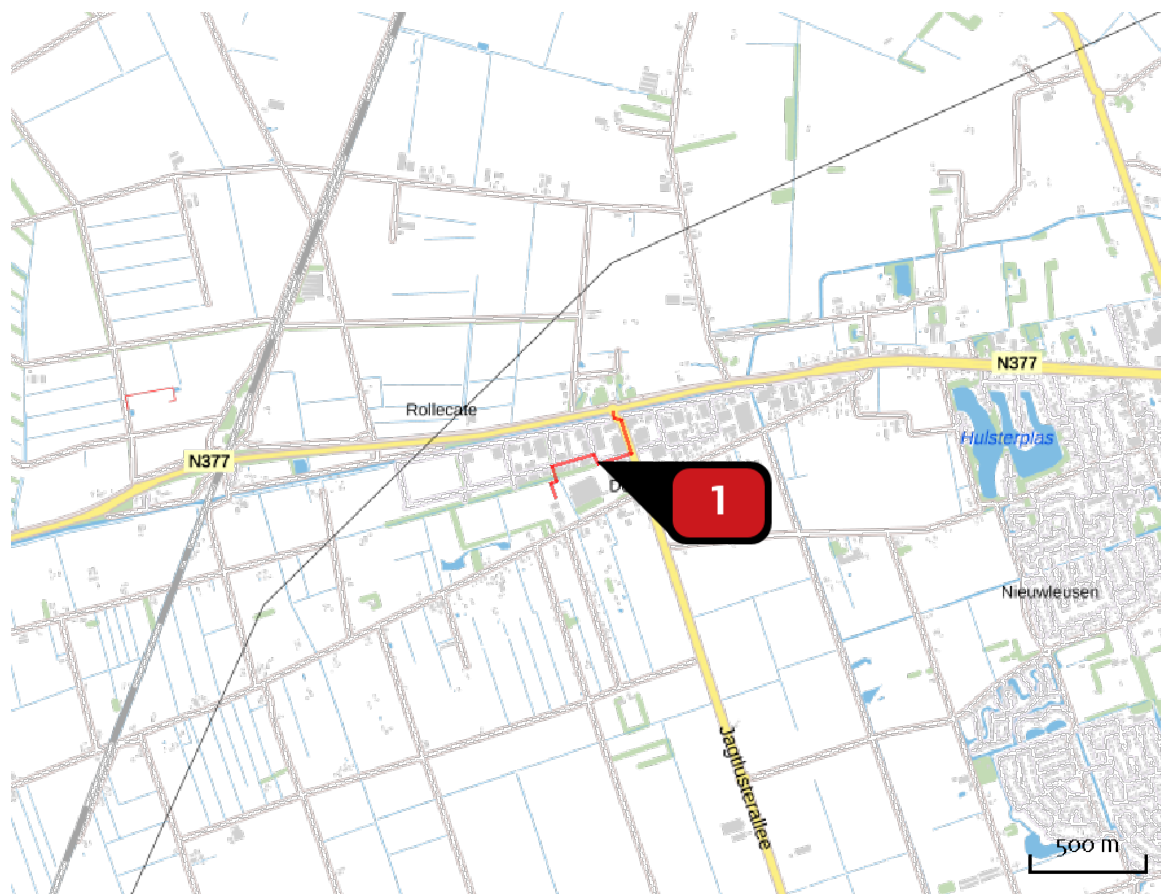 N377
Rollecate
Hulsterplas
N377
1
Nieuwleusen
Jagtlusterallee
500 m